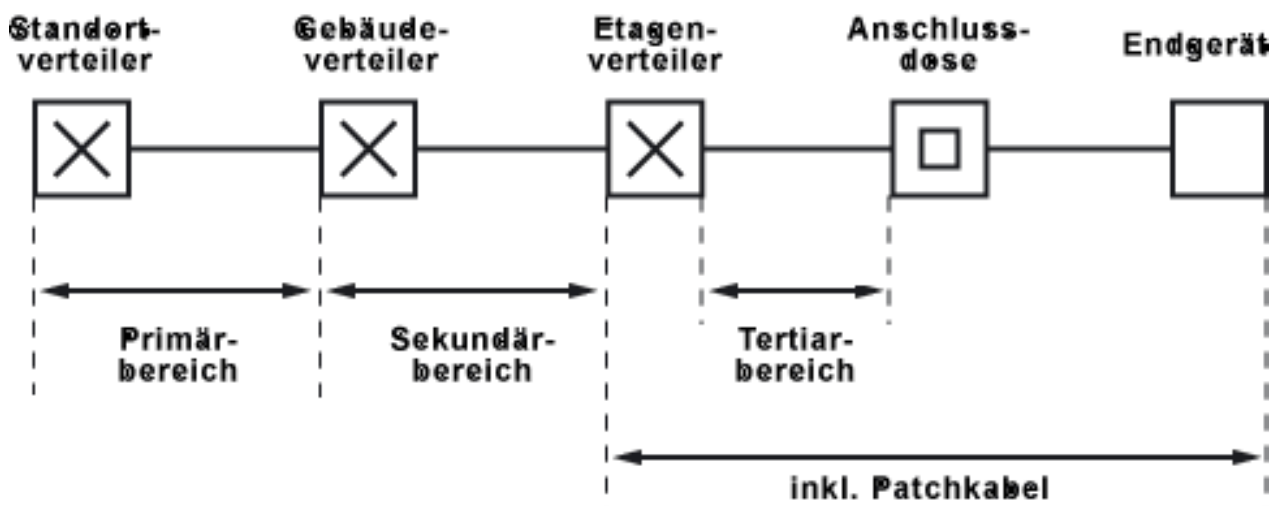 Standort-
verteiler
Gebäude-
verteiler
Etagen-
verteiler
Anschluss-
dose
Endgerät
Primär-
bereich
Sekundär-
bereich
Tertiar-
bereich
inkl. Patchkabel